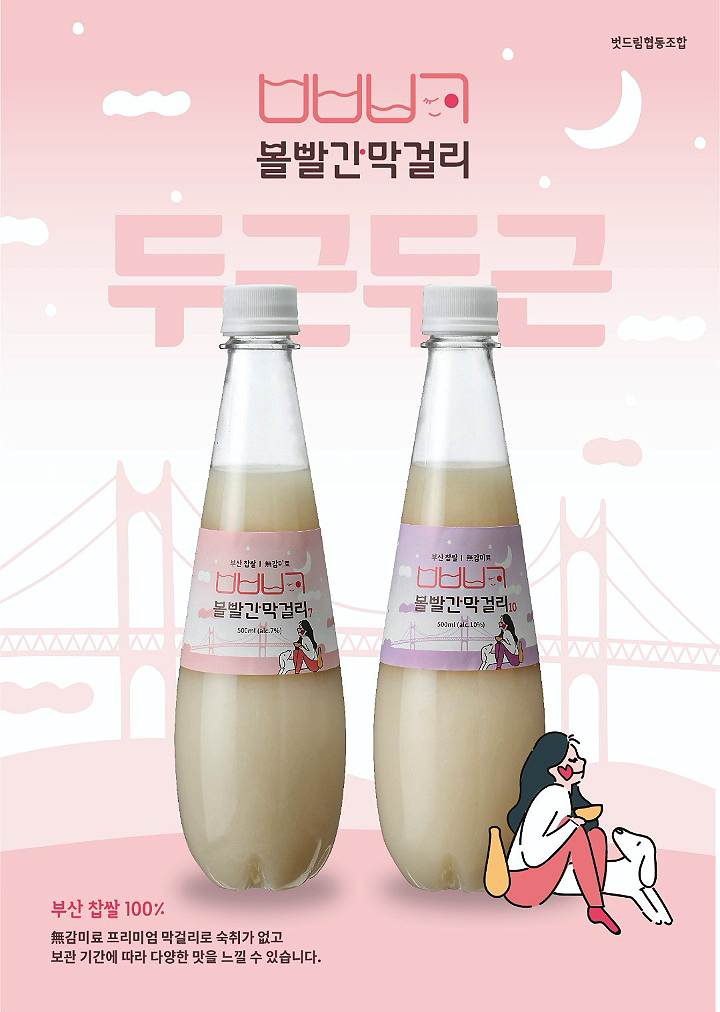 벗드림협동조합
볼빨간막걸리
두근두근
부산 찹쌀 | 無감미료
볼빨간막걸리7
500ml (alc.7%)
부산 찹쌀 | 無감미료
볼빨간막걸리10
500ml (alc.10%)
부산 찹쌀 100%
無감미료 프리미엄 막걸리로 숙취가 없고
보관 기간에 따라 다양한 맛을 느낄 수 있습니다.